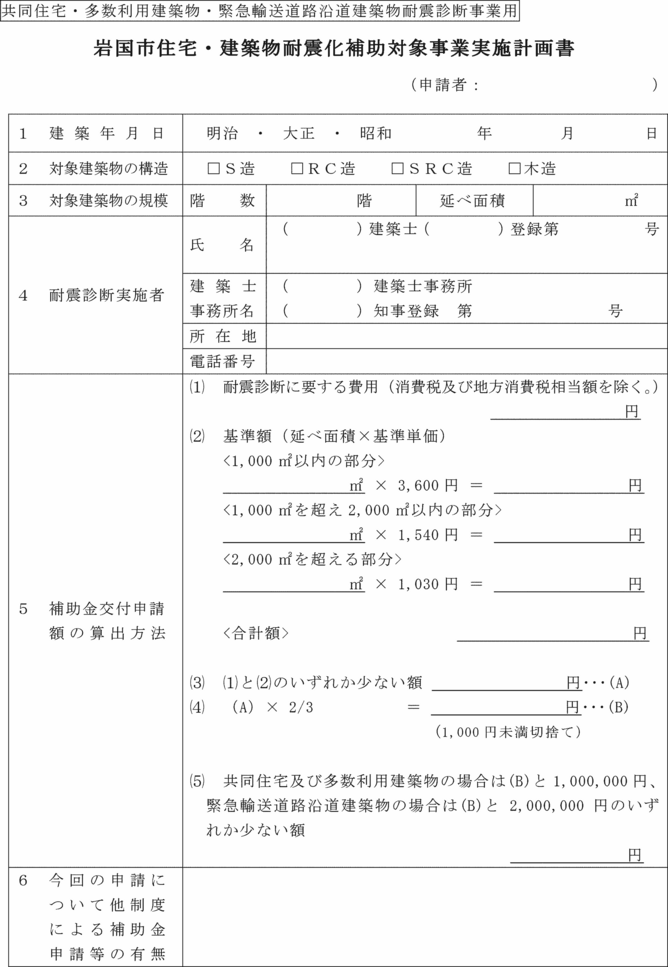 共同住宅・多数利用建築物・緊急輸送道路沿道建築物耐震診断事業用
岩国市住宅・建築物耐震化補助対象事業実施計画書
（申請者：　　　　　　　　　　）
1　建築年月日　明治　・　大正　・　昭和　　　　年　　　　月　　　　日
2　対象建築物の構造　□Ｓ造　□ＲＣ造　□ＳＲＣ造　□木造
3　対象建築物の規模　階　数　　　　階　延べ面積　　　　㎡
4　耐震診断実施者
氏　名　（　　　　）建築士（　　　　）登録第　　　　　号
建築士　（　　　　）建築士事務所
事務所名　（　　　　）知事登録　第　　　　　　　　号
所在地
電話番号
5　補助金交付申請
額の算出方法
⑴　耐震診断に要する費用（消費税及び地方消費税相当額を除く。）
円
⑵　基準額（延べ面積×基準単価）
<1,000 ㎡以内の部分>
㎡ × 3,600 円 ＝　　　　　　円
<1,000 ㎡を超え 2,000 ㎡以内の部分>
㎡ × 1,540 円 ＝　　　　　　円
<2,000 ㎡を超える部分>
㎡ × 1,030 円 ＝　　　　　　円
<合計額>　　　　　　円
⑶　⑴と⑵のいずれか少ない額　　　　　　円･･･(A)
⑷　（A）× 2/3　　　　＝　　　　　　円･･･(B)
（1,000 円未満切捨て）
⑸　共同住宅及び多数利用建築物の場合は(B)と 1,000,000 円、
緊急輸送道路沿道建築物の場合は(B)と 2,000,000 円のいず
れか少ない額
円
6　今回の申請に
ついて他制度
による補助金
申請等の有無